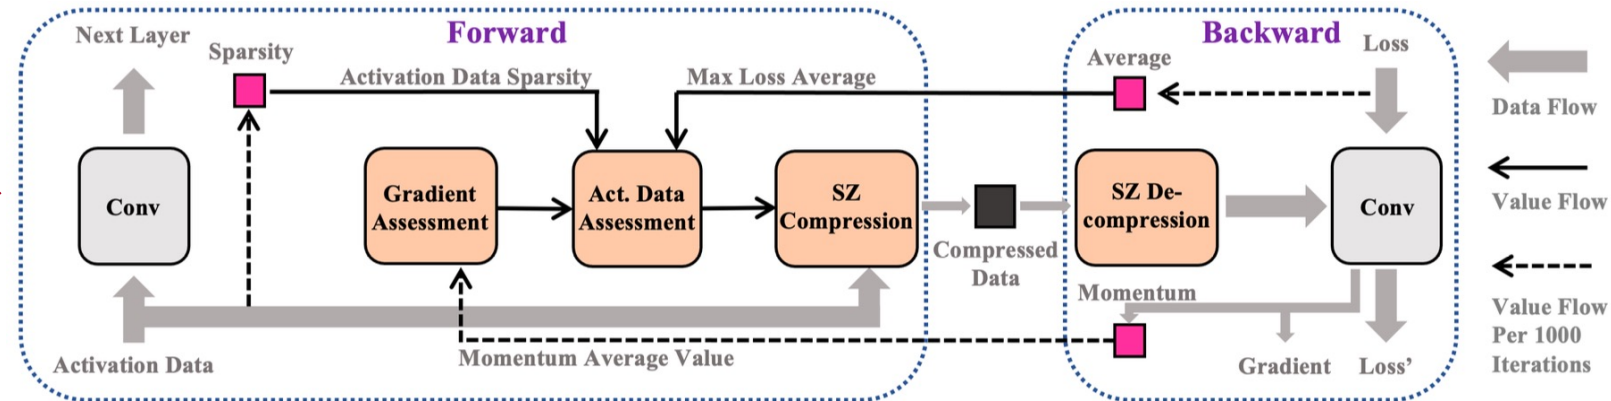 Forward
Next Layer
Sparsity
Activation Data Sparsity
Max Loss Average
Conv
Gradient
Assessment
Act. Data
Assessment
SZ
Compression
Activation Data
Momentum Average Value
Compressed
Data
Backward
Average
Loss
SZ De-
compression
Conv
Momentum
Gradient
Loss’
Data Flow
Value Flow
Value Flow
Per 1000
Iterations